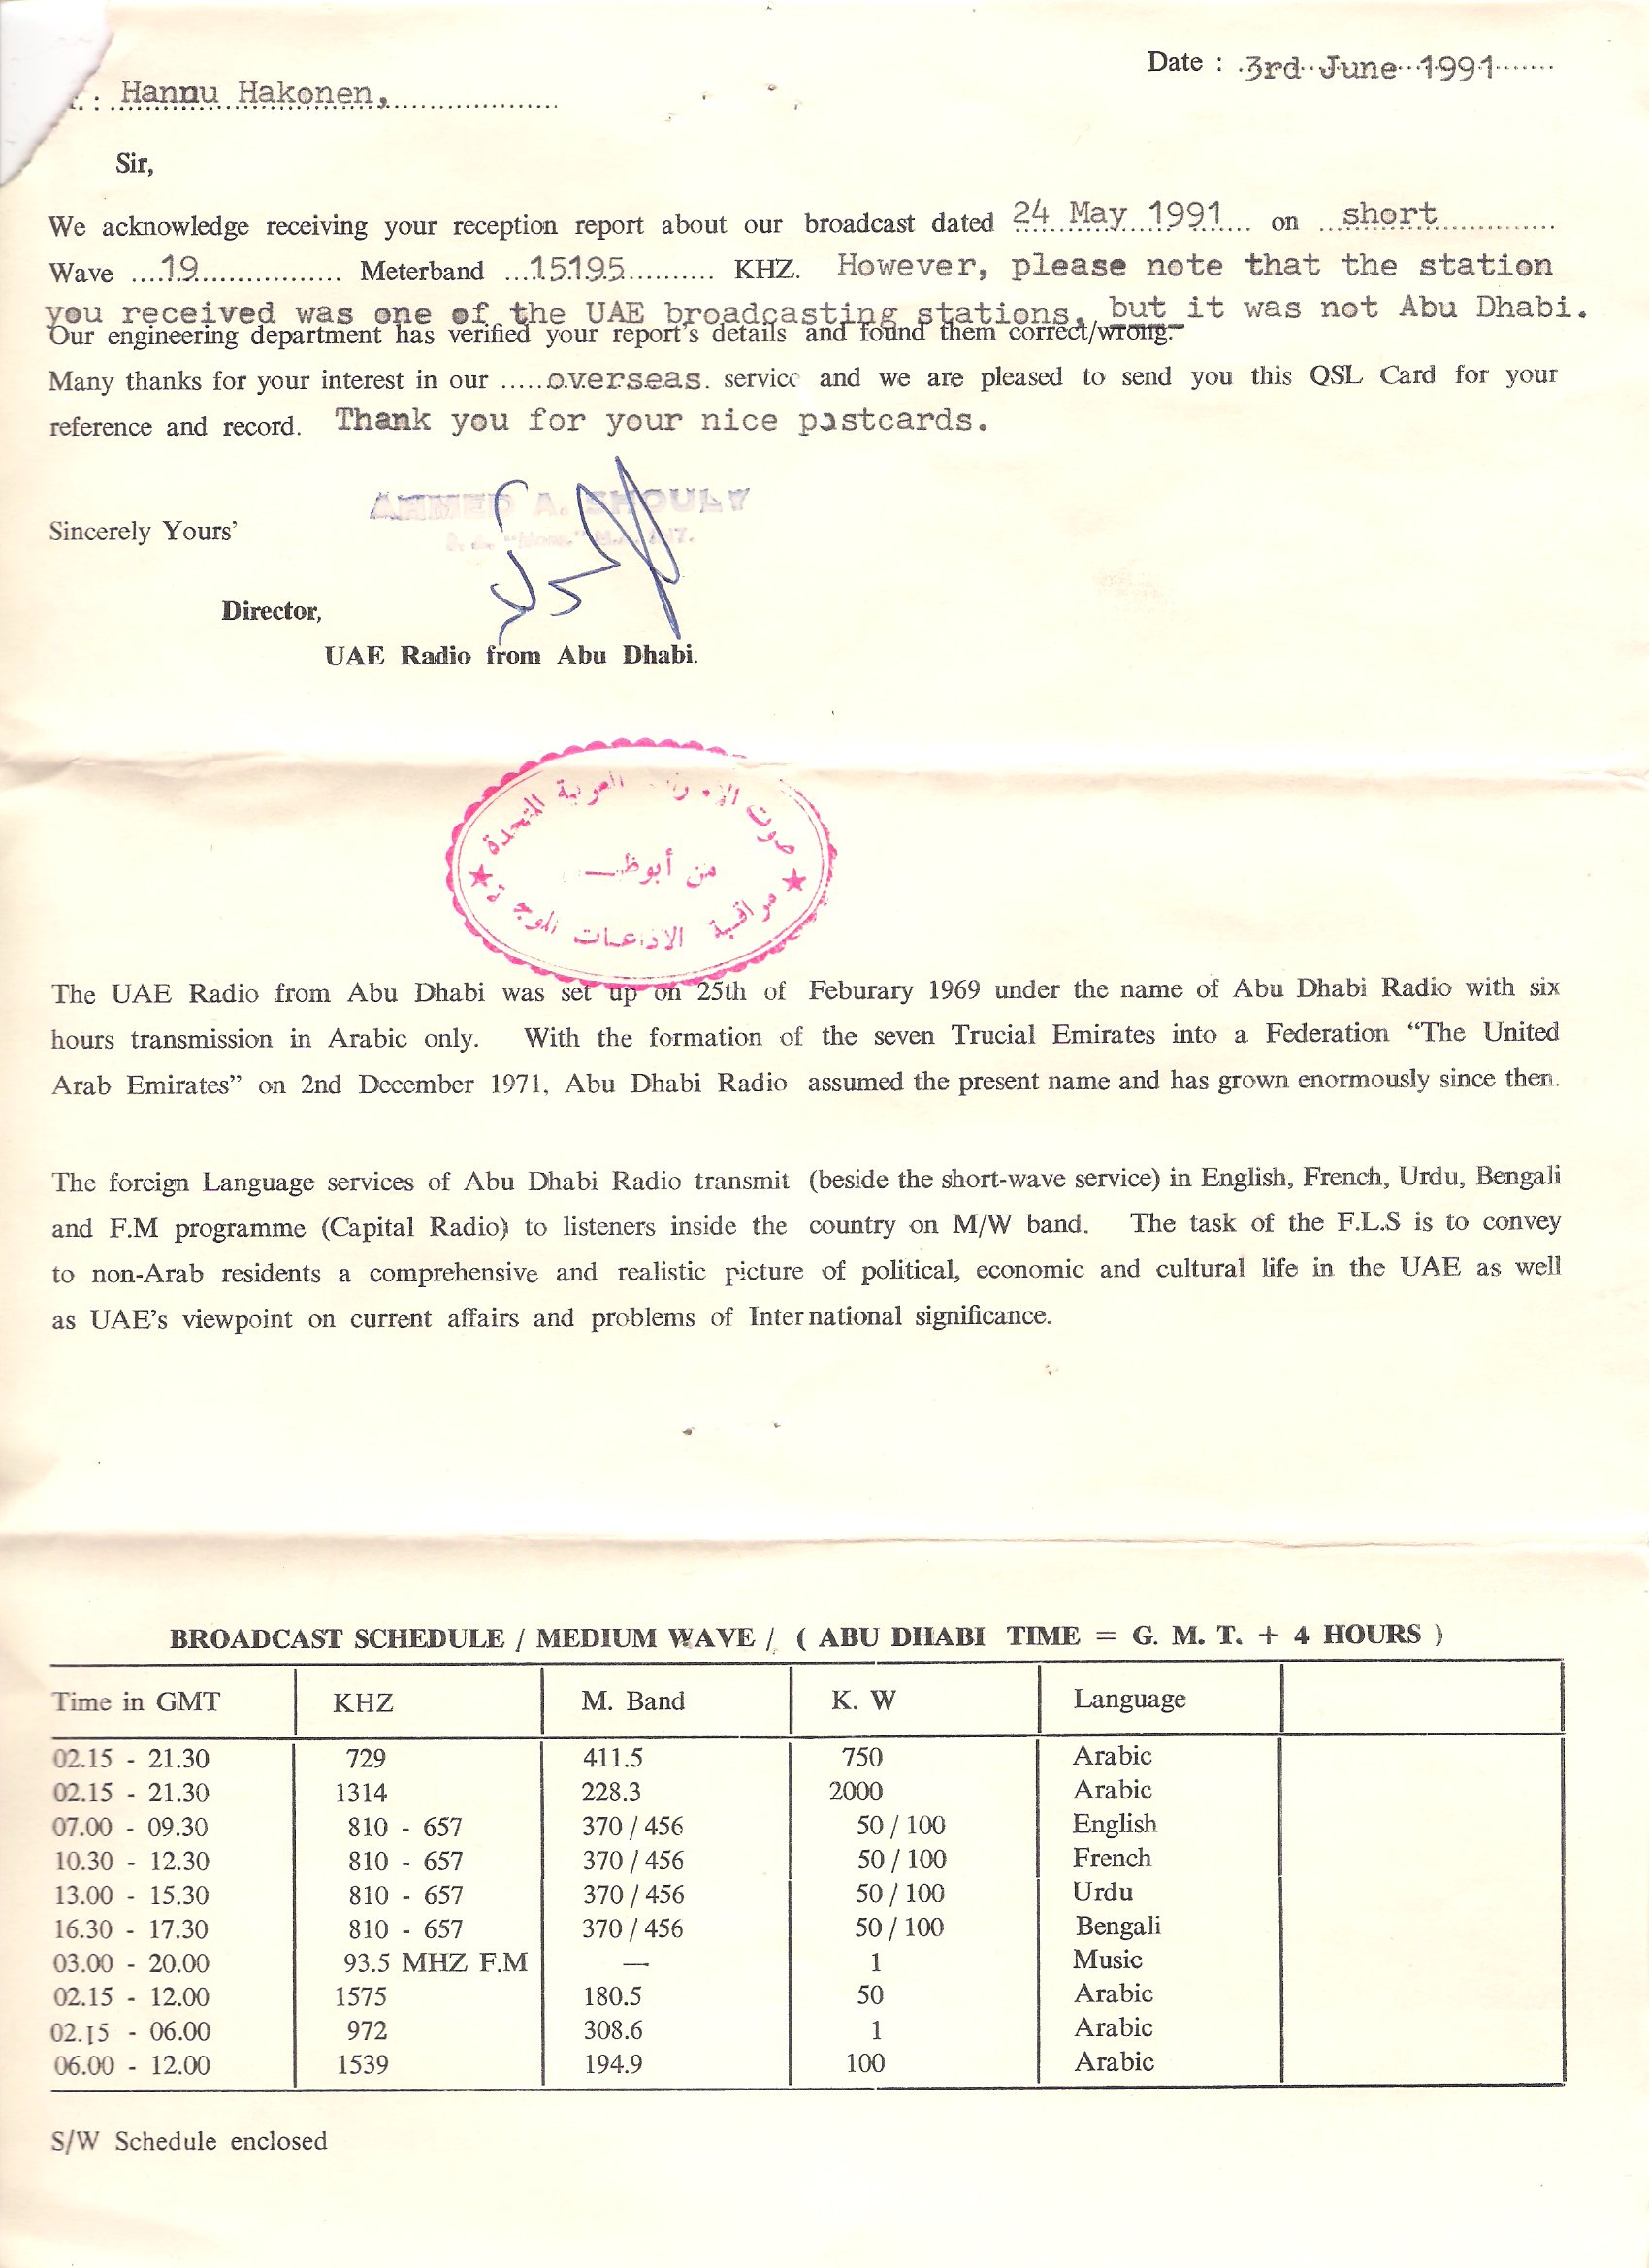 Date : 3rd June 1991
: Hannu Hakonen,
Sir,
We acknowledge receiving your reception report about our broadcast dated 24 May 1991 on short
Wave 19 Meterband 15195 KHZ. However, please note that the station
you received was one of the UAE broadcasting stations, but it was not Abu Dhabi.
Our engineering department has verified your report's details and found them correct/wrong.
Many thanks for your interest in our overseas. service and we are pleased to send you this QSL Card for your
reference and record. Thank you for your nice postcards.
AHMED A. SHOULY
Sincerely Yours'
Director,
UAE Radio from Abu Dhabi.
صوت الإمارات العربية المتحدة
من أبوظ
مراقبة الاذاعات الموجهة
The UAE Radio from Abu Dhabi was set up on 25th of Feburary 1969 under the name of Abu Dhabi Radio with six
hours transmission in Arabic only. With the formation of the seven Trucial Emirates into a Federation “The United
Arab Emirates” on 2nd December 1971, Abu Dhabi Radio assumed the present name and has grown enormously since then.
The foreign Language services of Abu Dhabi Radio transmit (beside the short-wave service) in English, French, Urdu, Bengali
and F.M programme (Capital Radio) to listeners inside the country on M/W band. The task of the F.L.S is to convey
to non-Arab residents a comprehensive and realistic picture of political, economic and cultural life in the UAE as well
as UAE's viewpoint on current affairs and problems of International significance.
BROADCAST SCHEDULE / MEDIUM WAVE / ( ABU DHABI TIME = G. M. T. + 4 HOURS )
Time in GMT KHZ M. Band K. W Language
02.15 - 21.30 729 411.5 750 Arabic
02.15 - 21.30 1314 228.3 2000 Arabic
07.00 - 09.30 810 - 657 370 / 456 50 / 100 English
10.30 - 12.30 810 - 657 370 / 456 50 / 100 French
13.00 - 15.30 810 - 657 370 / 456 50 / 100 Urdu
16.30 - 17.30 810 - 657 370 / 456 50 / 100 Bengali
03.00 - 20.00 93.5 MHZ F.M — 1 Music
02.15 - 12.00 1575 180.5 50 Arabic
02.15 - 06.00 972 308.6 1 Arabic
06.00 - 12.00 1539 194.9 100 Arabic
S/W Schedule enclosed